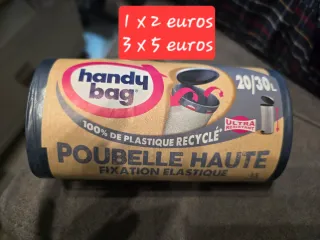 1 x 2 euros
3 x 5 euros
handy
bag
20/30L
ULTRA
RESISTANT
100% DE PLASTIQUE RECYCLÉ*
POUBELLE HAUTE
FIXATION ELASTIQUE